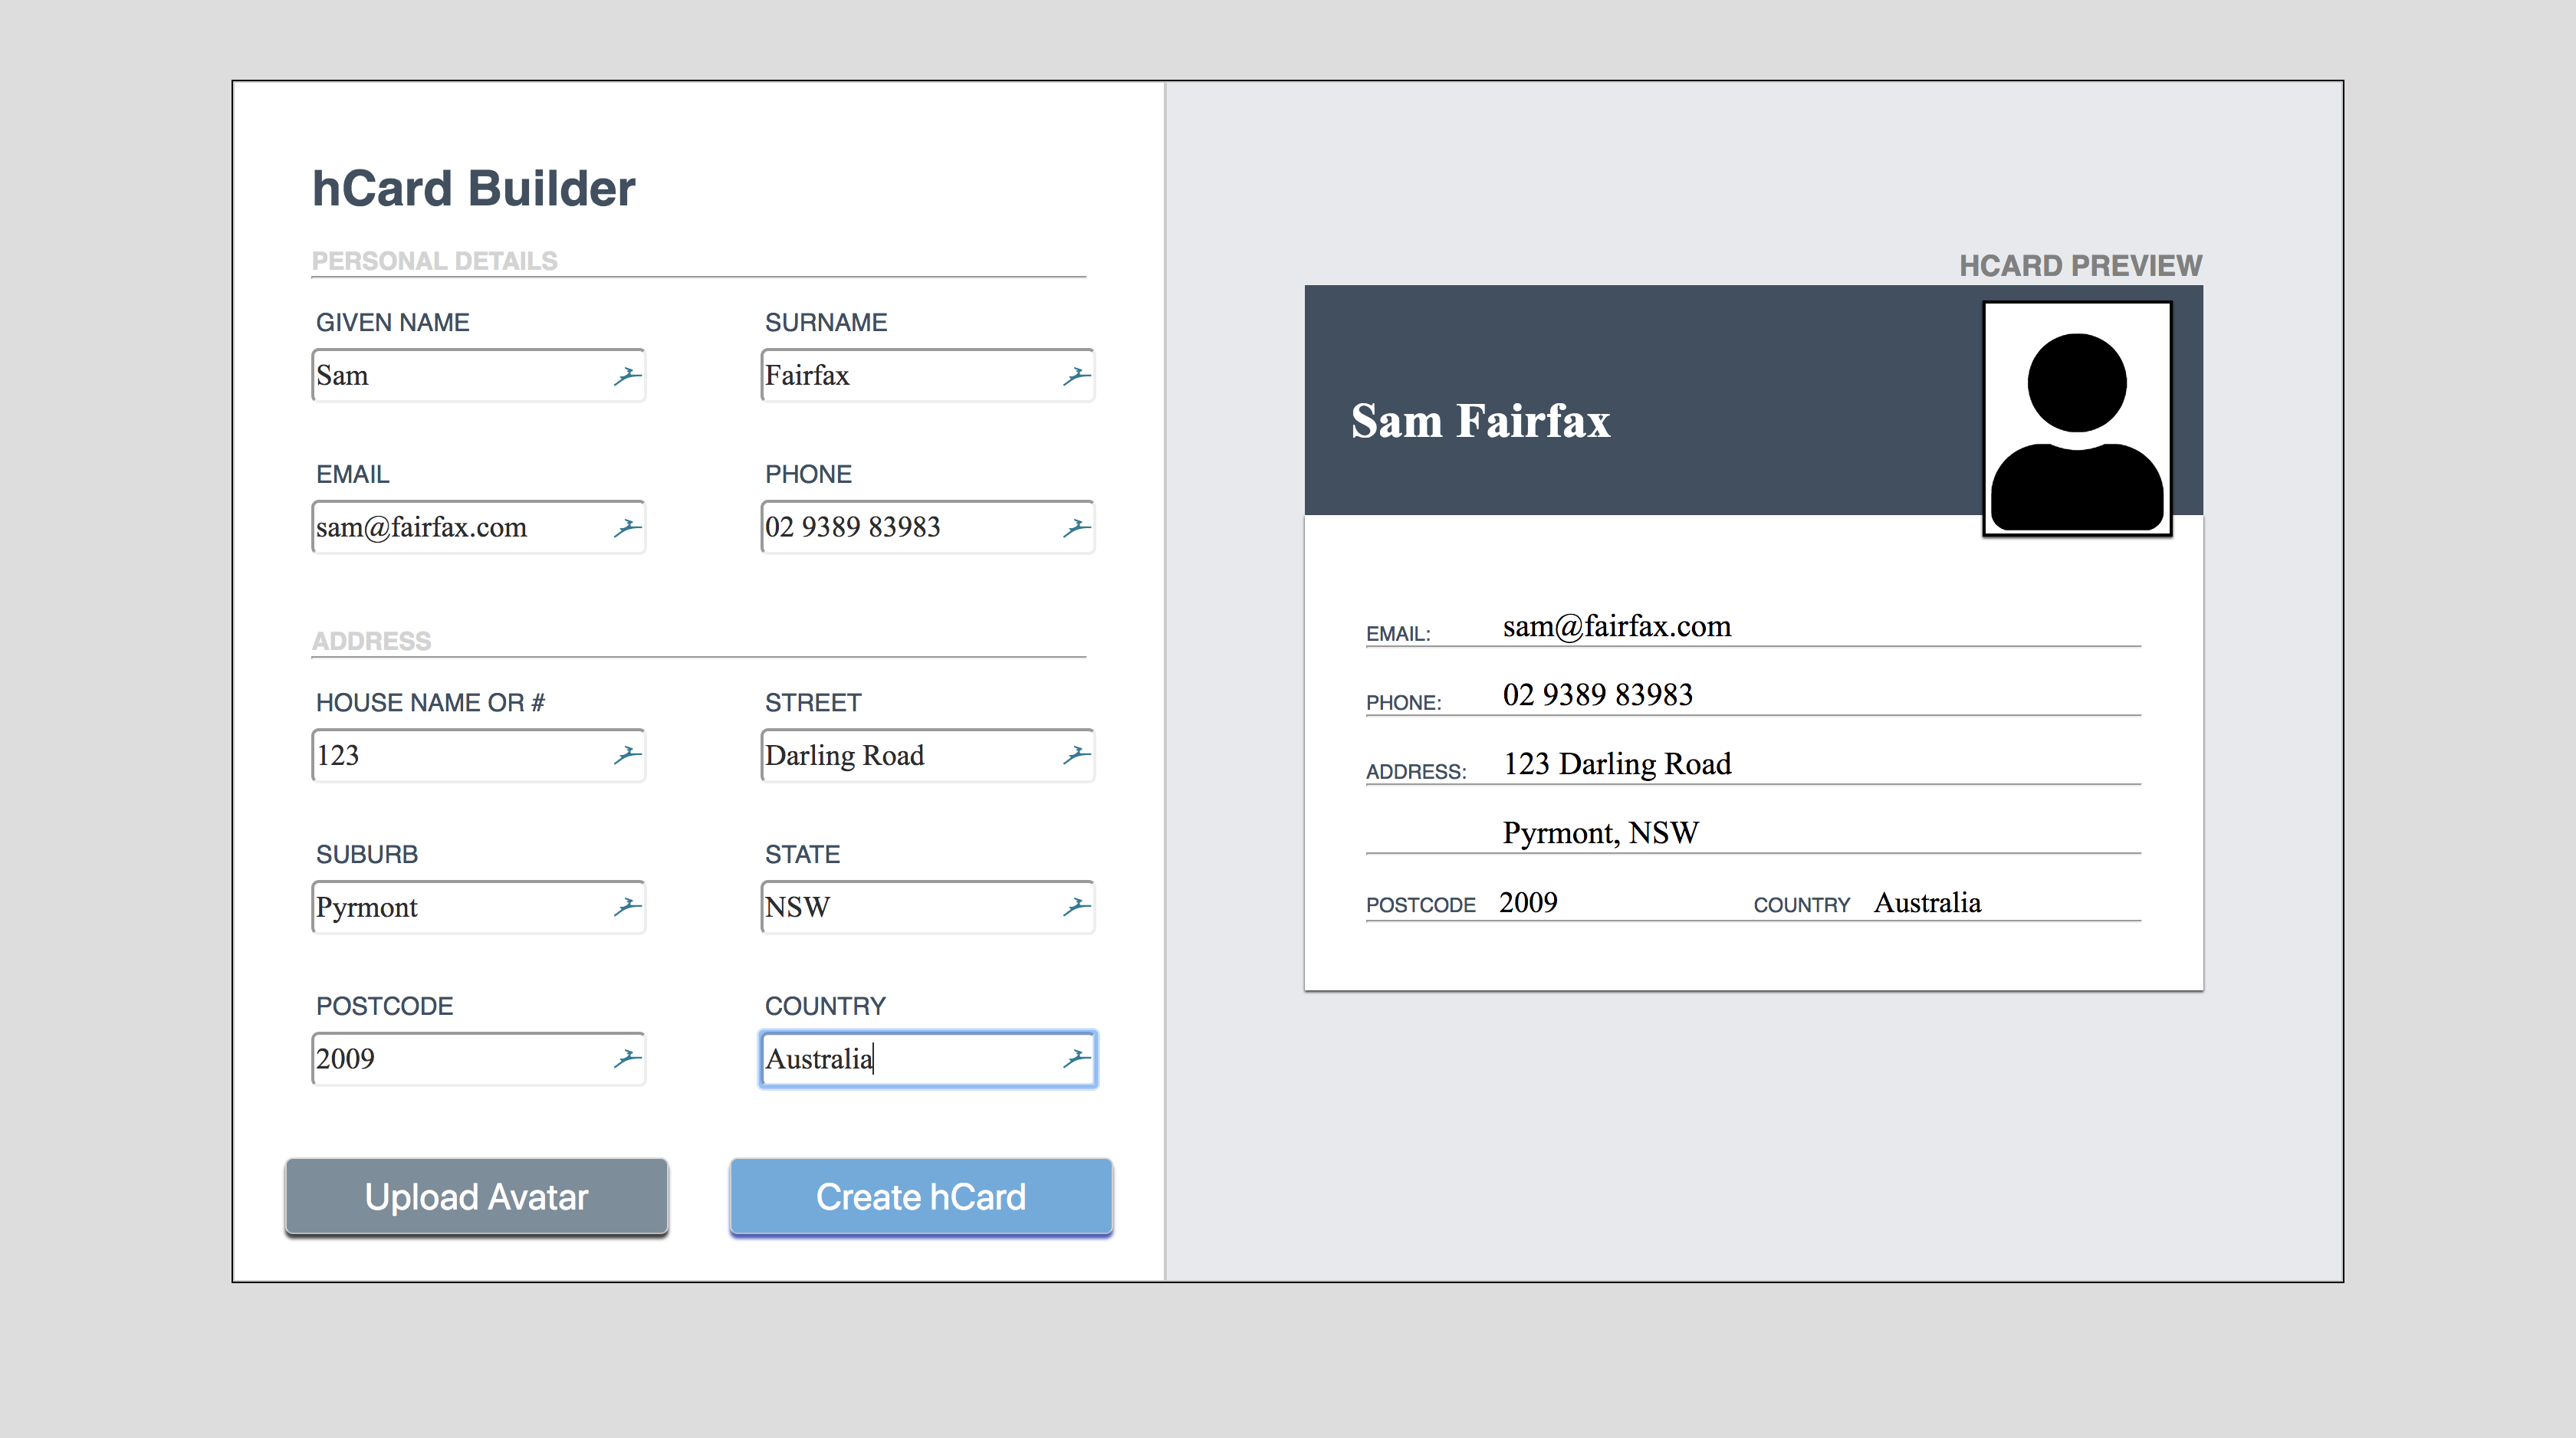 hCard Builder
PERSONAL DETAILS
GIVEN NAME SURNAME
Sam Fairfax
EMAIL PHONE
sam@fairfax.com 02 9389 83983
ADDRESS
HOUSE NAME OR # STREET
123 Darling Road
SUBURB STATE
Pyrmont NSW
POSTCODE COUNTRY
2009 Australia
Upload Avatar Create hCard
HCARD PREVIEW
Sam Fairfax
EMAIL: sam@fairfax.com
PHONE: 02 9389 83983
ADDRESS: 123 Darling Road
Pyrmont, NSW
POSTCODE 2009 COUNTRY Australia